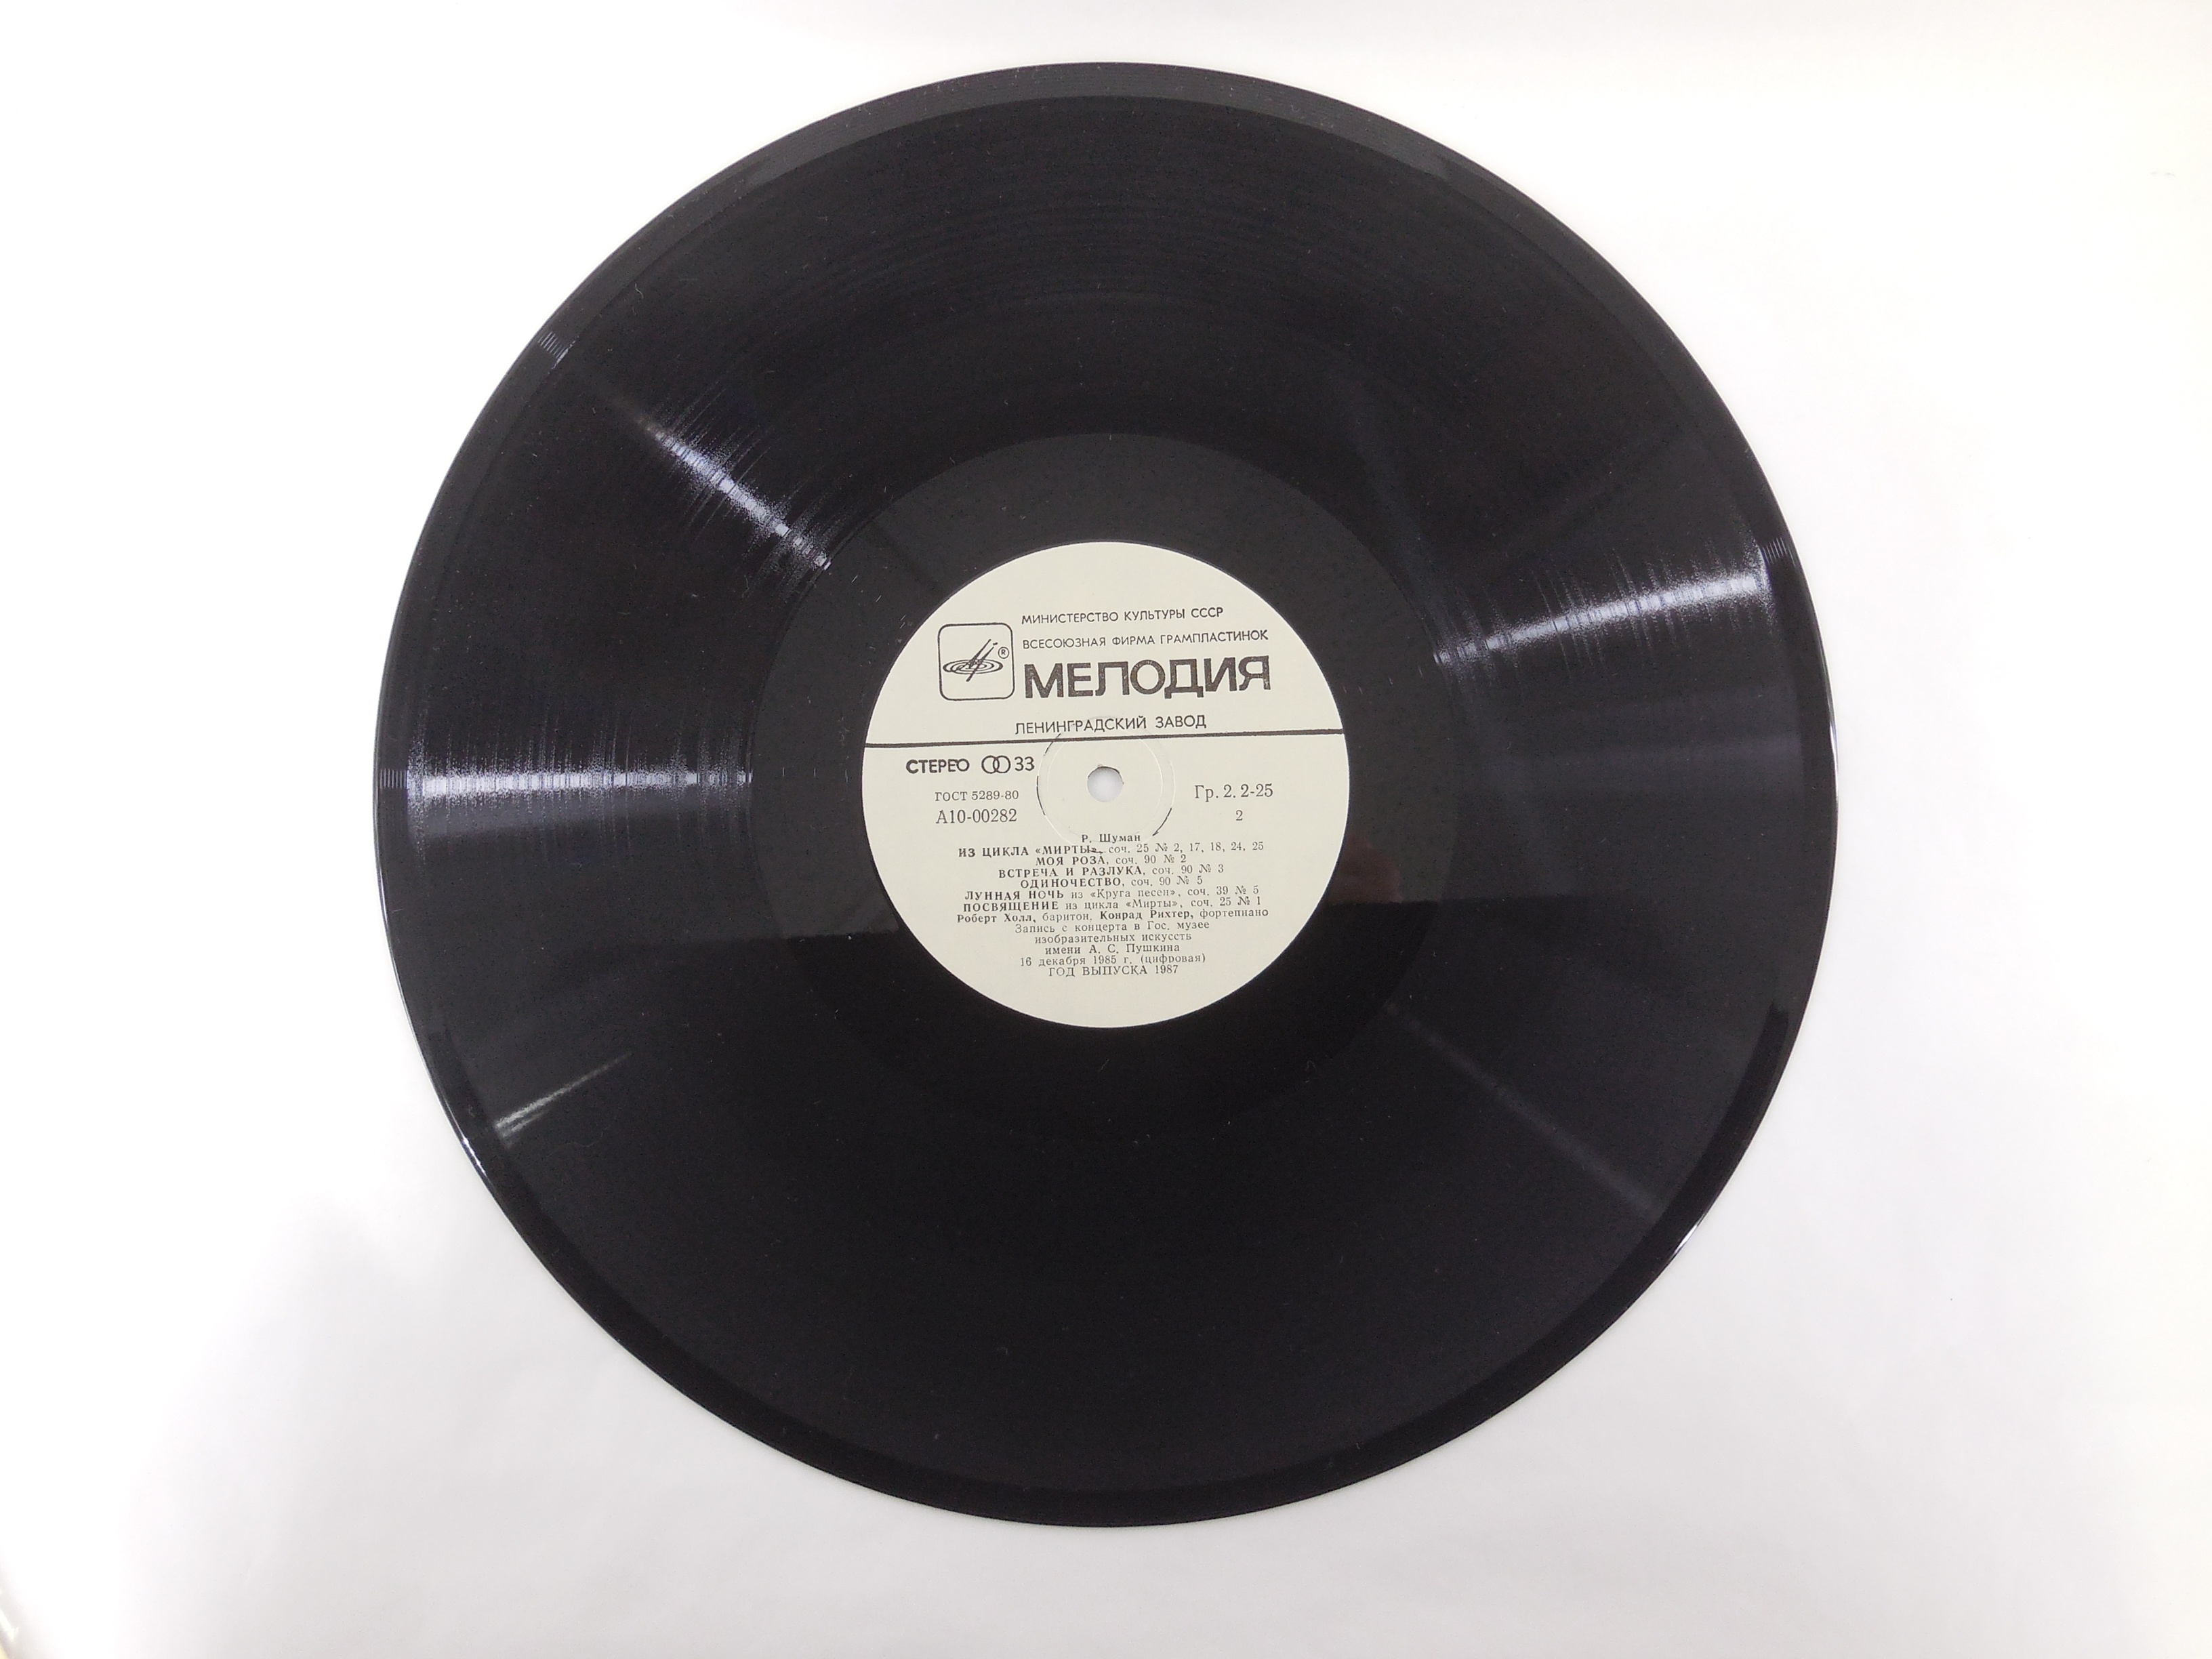 МИНИСТЕРСТВО КУЛЬТУРЫ СССР
ВСЕСОЮЗНАЯ ФИРМА ГРАМПЛАСТИНОК
®
МЕЛОДИЯ
ЛЕНИНГРАДСКИЙ ЗАВОД
СТЕРЕО 33
ГОСТ 5289-80
А10-00282
Гр. 2. 2-25
2
Р. Шуман
ИЗ ЦИКЛА «МИРТЫ», соч. 25 № 2, 17, 18, 24, 25
МОЯ РОЗА, соч. 90 № 2
ВСТРЕЧА И РАЗЛУКА, соч. 90 № 3
ОДИНОЧЕСТВО, соч. 90 № 5
ЛУННАЯ НОЧЬ из «Круга песен», соч. 39 № 5
ПОСВЯЩЕНИЕ из цикла «Мирты», соч. 25 № 1
Роберт Холл, баритон, Конрад Рихтер, фортепиано
Запись с концерта в Гос. музее
изобразительных искусств
имени А. С. Пушкина
16 декабря 1985 г. (цифровая)
ГОД ВЫПУСКА 1987